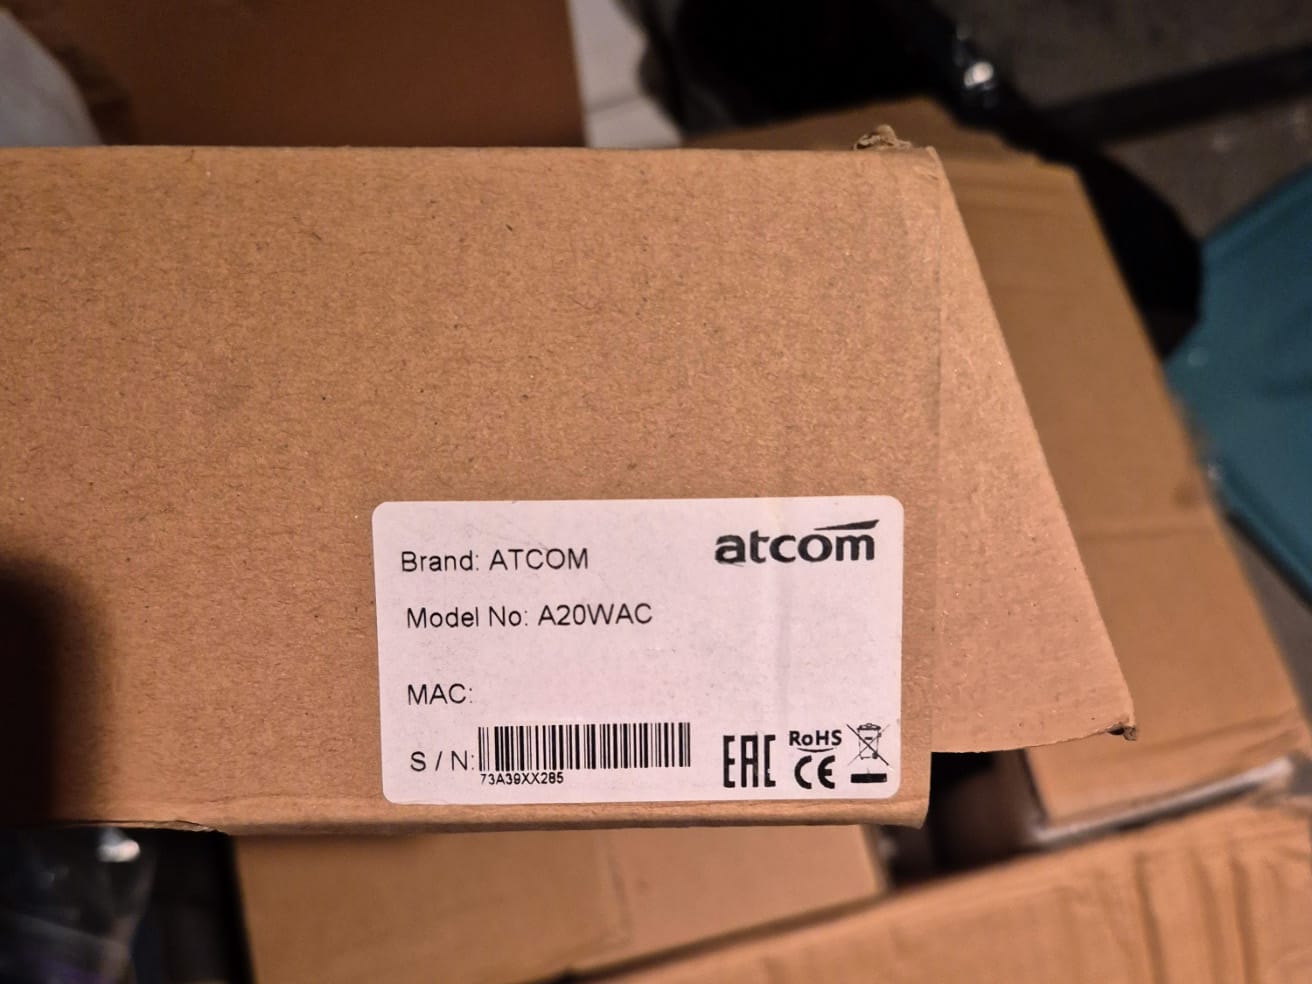 Brand: ATCOM
atcom
Model No: A20WAC
MAC:
S / N:
73A39XX285
EAC
RoHS
CE